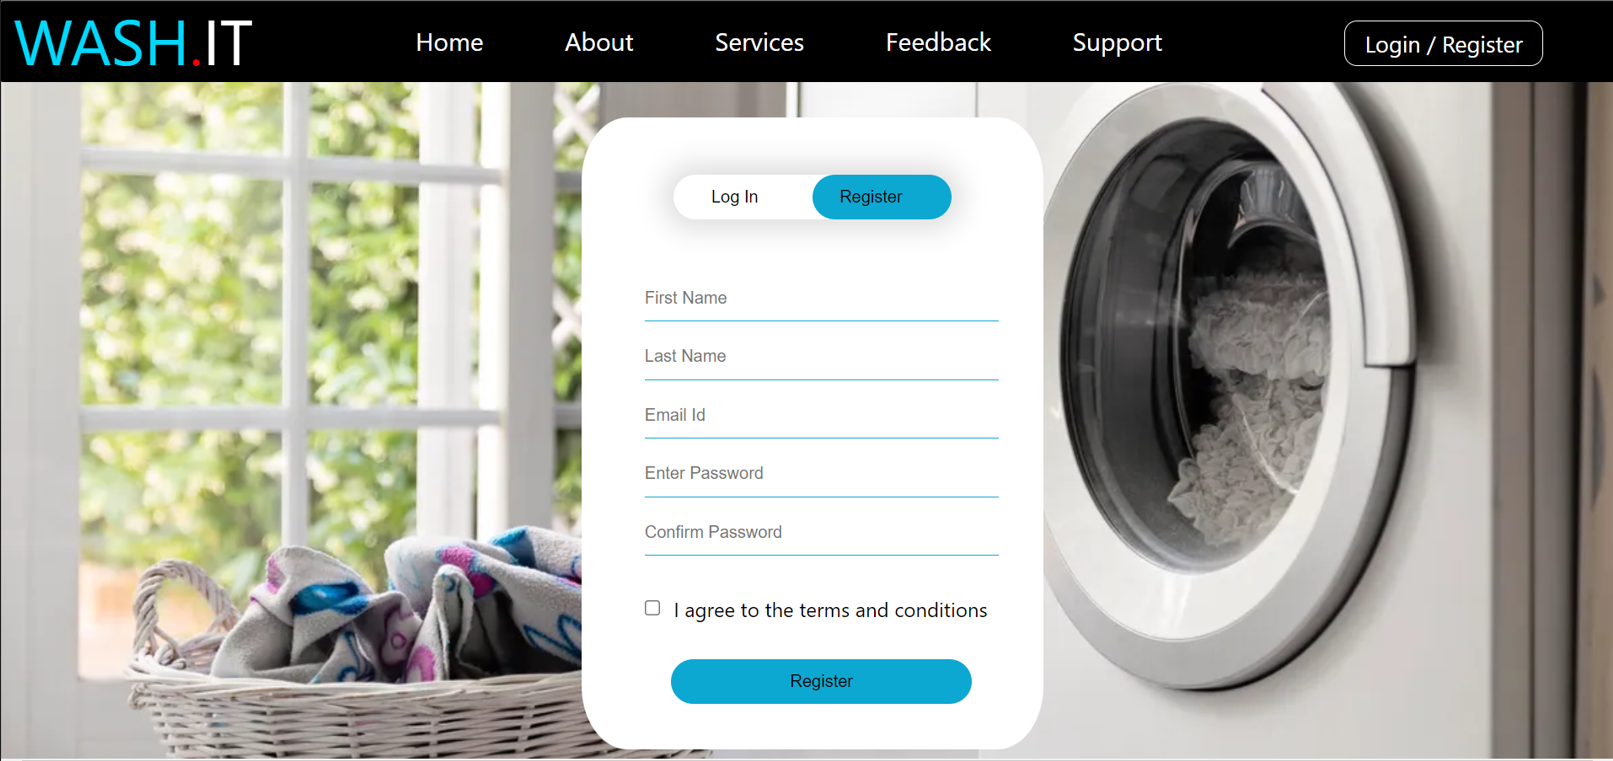 WASH.IT Home About Services Feedback Support Login / Register
Log In Register
First Name
Last Name
Email Id
Enter Password
Confirm Password
I agree to the terms and conditions
Register